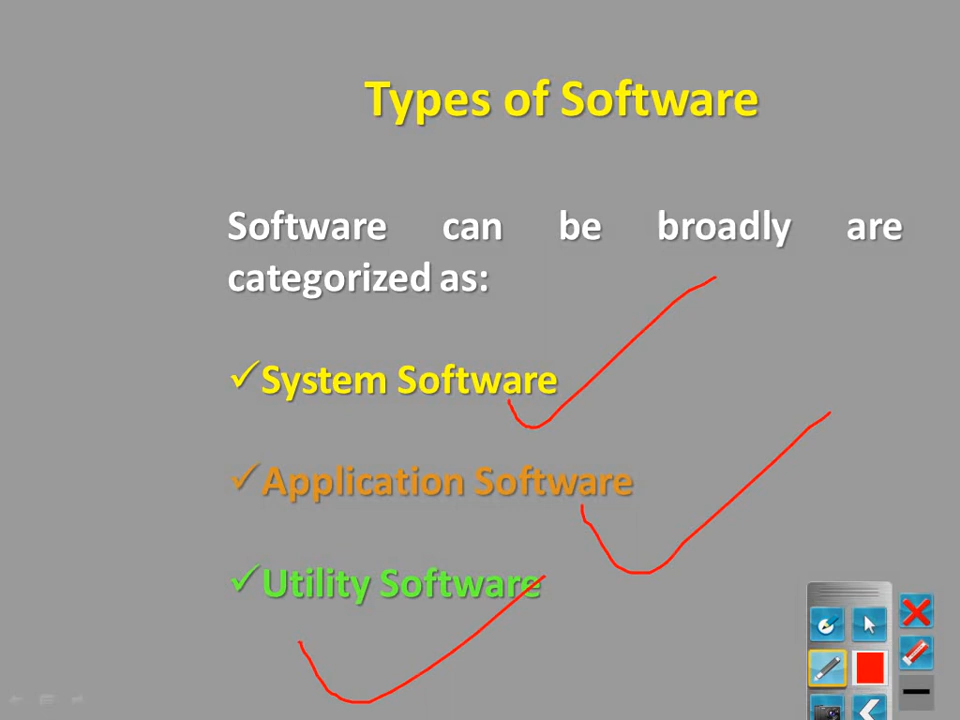 Types of Software
Software can be broadly are
categorized as:
System Software
Application Software
Utility Software